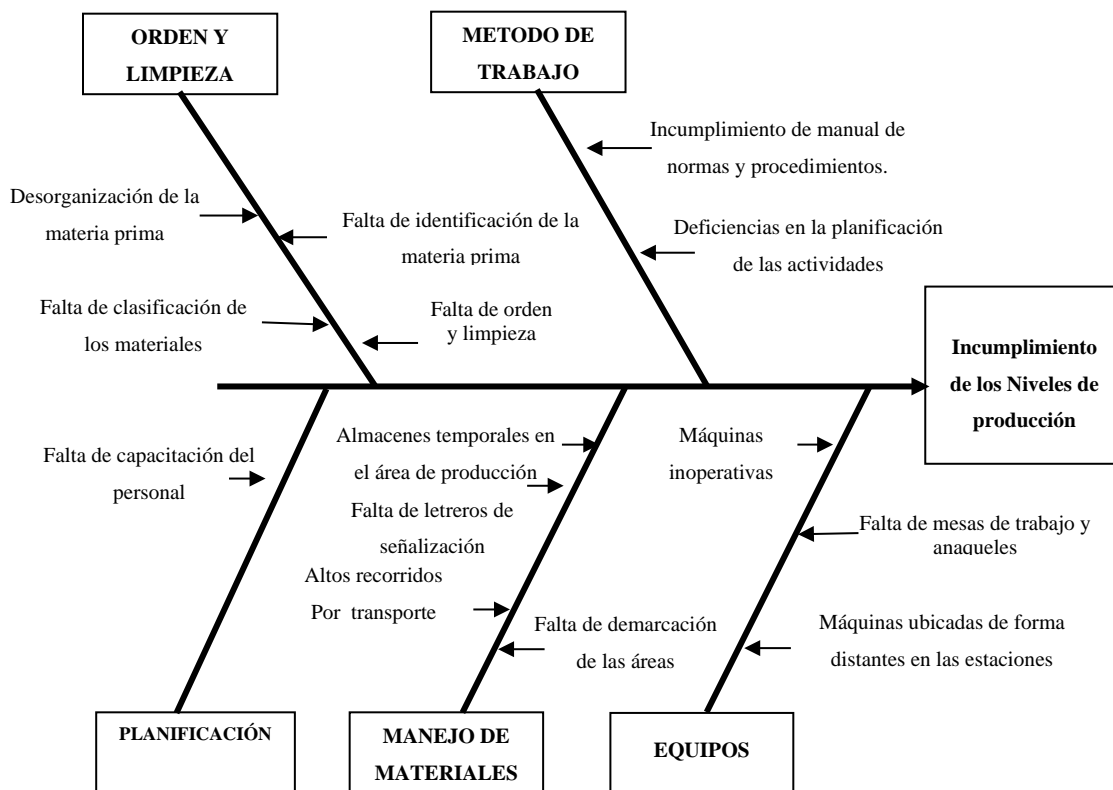 ORDEN Y
LIMPIEZA
METODO DE
TRABAJO
Incumplimiento de manual de
normas y procedimientos.
Desorganización de la
materia prima
Falta de identificación de la
materia prima
Deficiencias en la planificación
de las actividades
Falta de clasificación de
los materiales
Falta de orden
y limpieza
Incumplimiento
de los Niveles de
producción
Falta de capacitación del
personal
Almacenes temporales en
el área de producción
Falta de letreros de
señalización
Altos recorridos
Por transporte
Falta de demarcación
de las áreas
Máquinas
inoperativas
Falta de mesas de trabajo y
anaqueles
Máquinas ubicadas de forma
distantes en las estaciones
PLANIFICACIÓN
MANEJO DE
MATERIALES
EQUIPOS